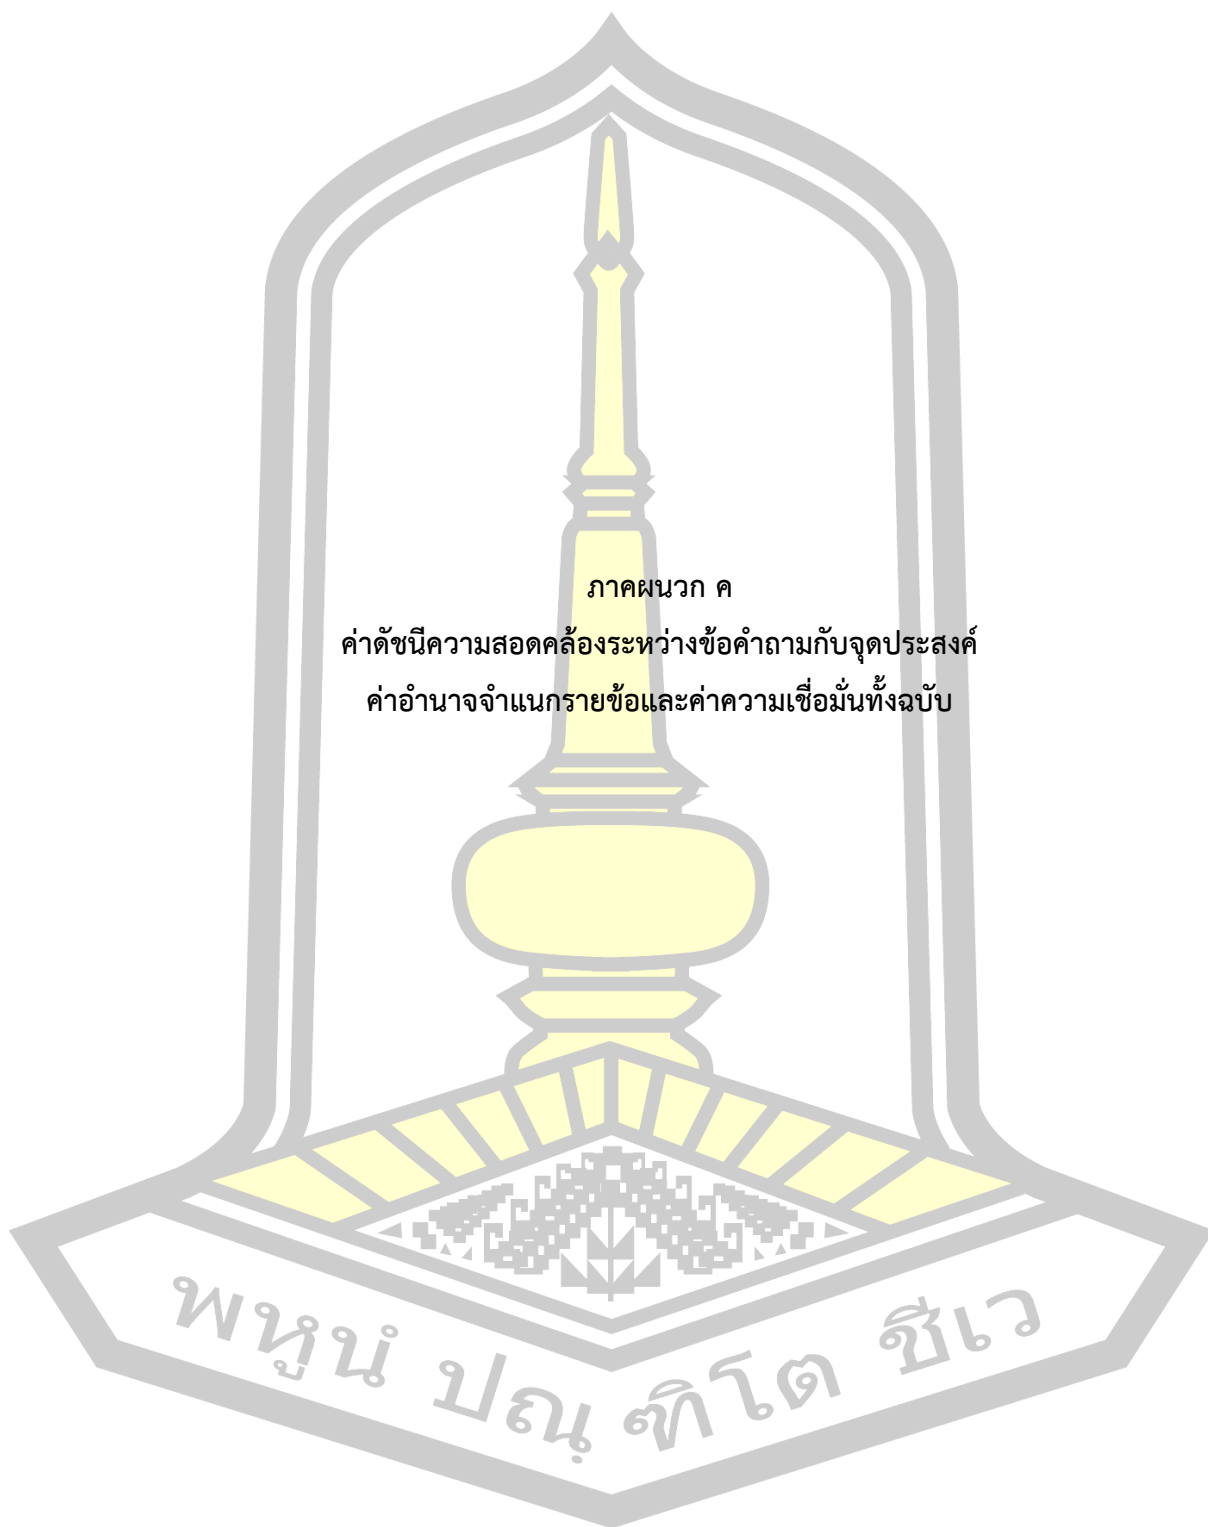 ภาคผนวก ค
ค่าดัชนีความสอดคล้องระหว่างข้อคำถามกับจุดประสงค์
ค่าอำนาจจำแนกรายข้อและค่าความเชื่อมั่นทั้งฉบับ
พหูนํ ปณฺฑิโต ชีเว